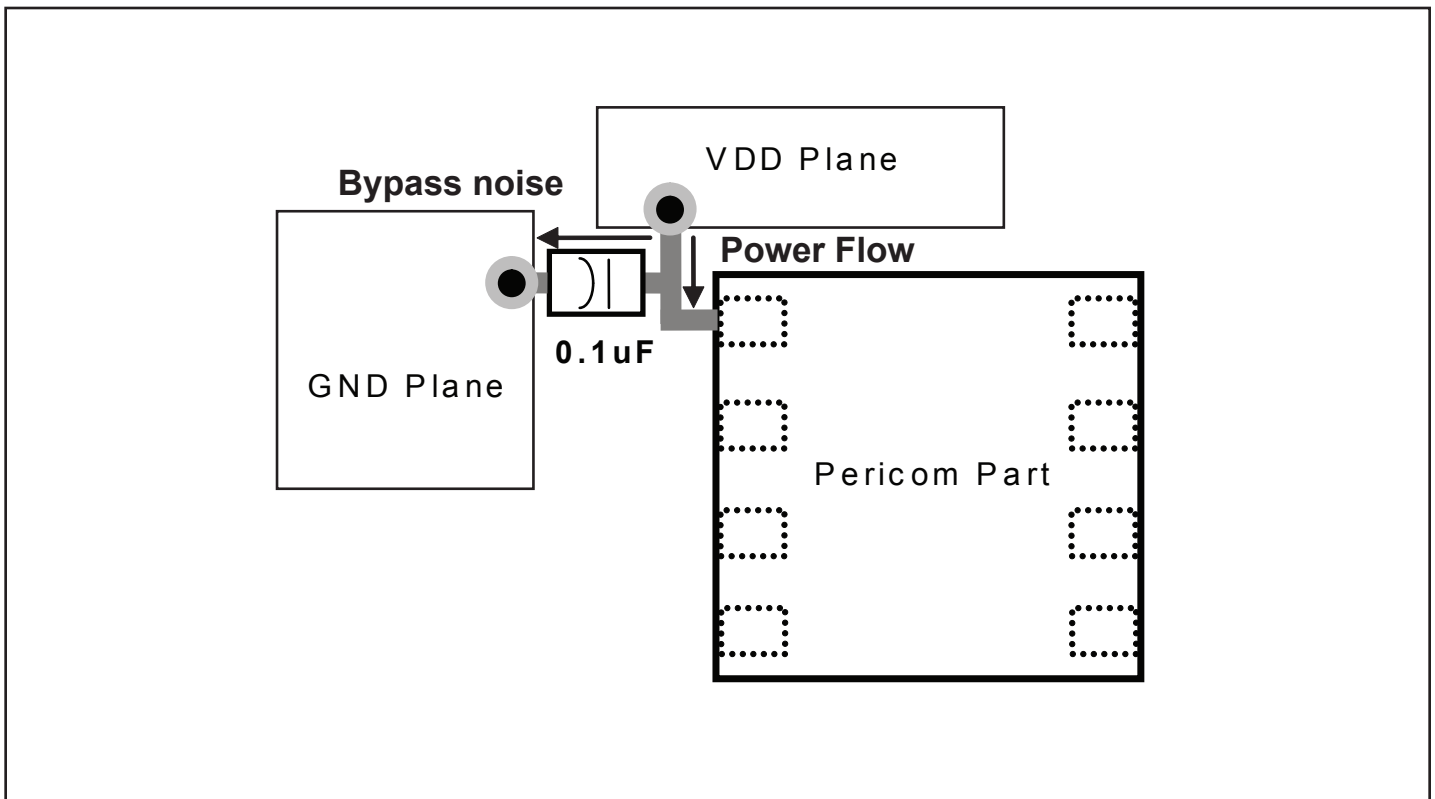 VDD Plane
Bypass noise
Power Flow
0.1uF
GND Plane
Pericom Part